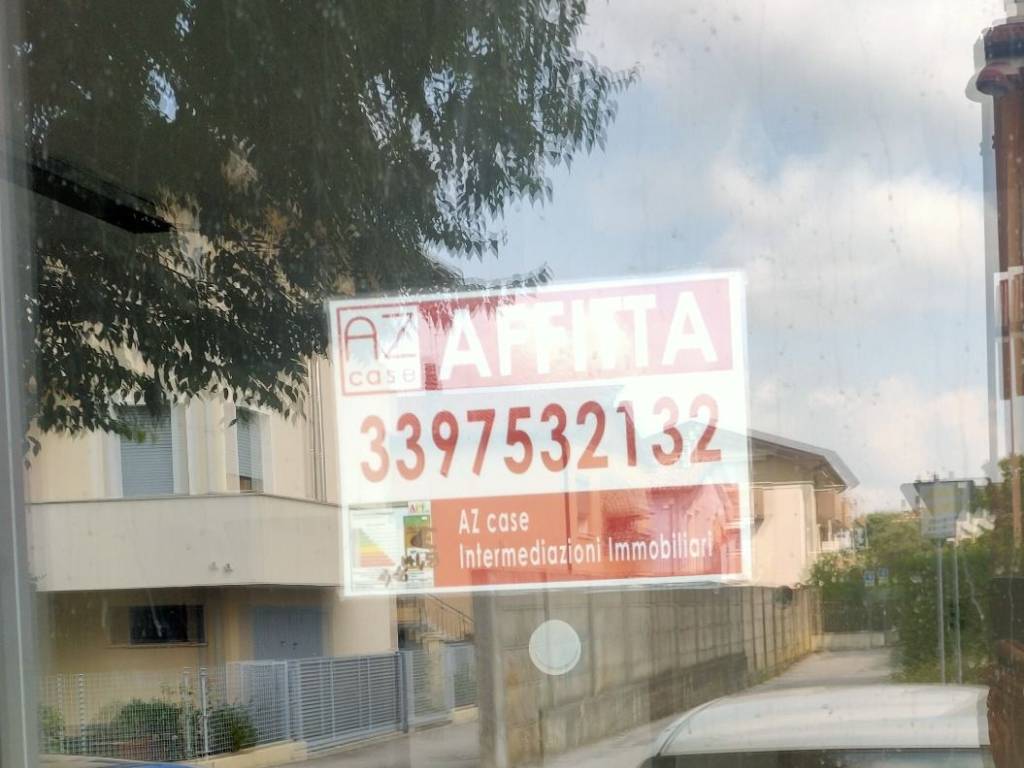 AZ
case
AFFITTA
3397532132
AZ case
Intermediazioni Immobiliari